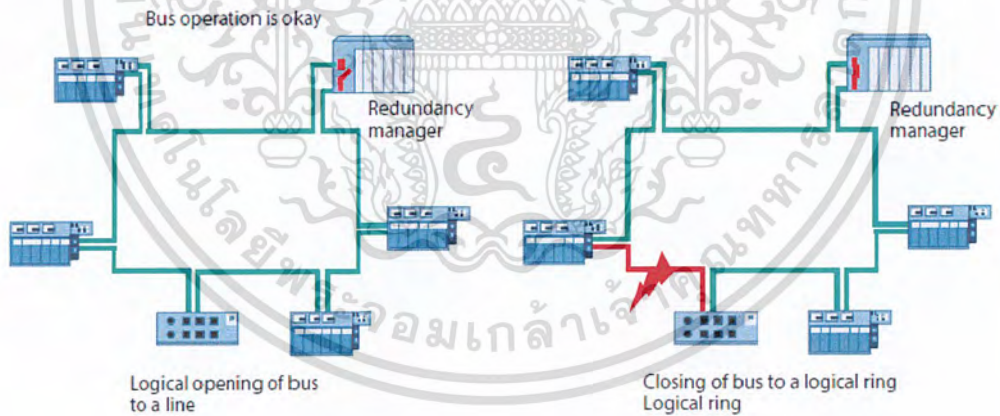 Bus operation is okay
Redundancy
manager
Redundancy
manager
Logical opening of bus
to a line
Closing of bus to a logical ring
Logical ring